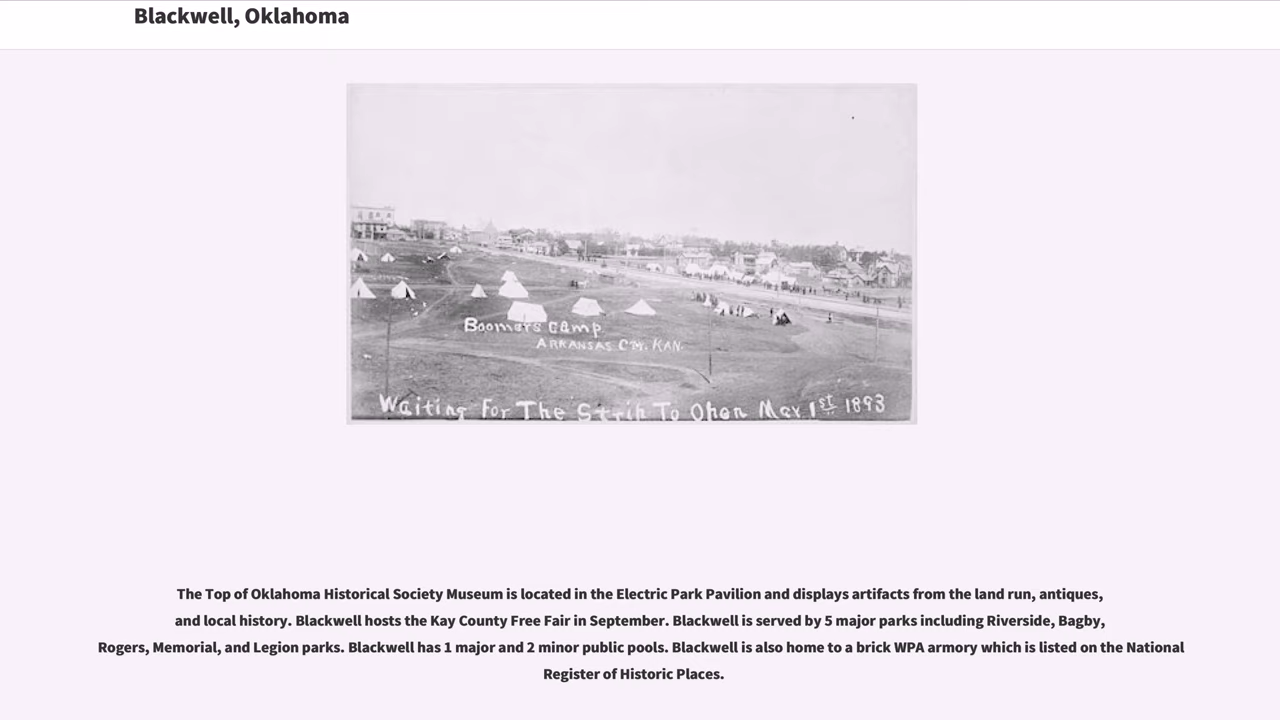 Blackwell, Oklahoma
Boomers Camp
ARKANSAS CTY. KAN.
Waiting For The Strip To Open May 1st 1893
The Top of Oklahoma Historical Society Museum is located in the Electric Park Pavilion and displays artifacts from the land run, antiques,
and local history. Blackwell hosts the Kay County Free Fair in September. Blackwell is served by 5 major parks including Riverside, Bagby,
Rogers, Memorial, and Legion parks. Blackwell has 1 major and 2 minor public pools. Blackwell is also home to a brick WPA armory which is listed on the National
Register of Historic Places.